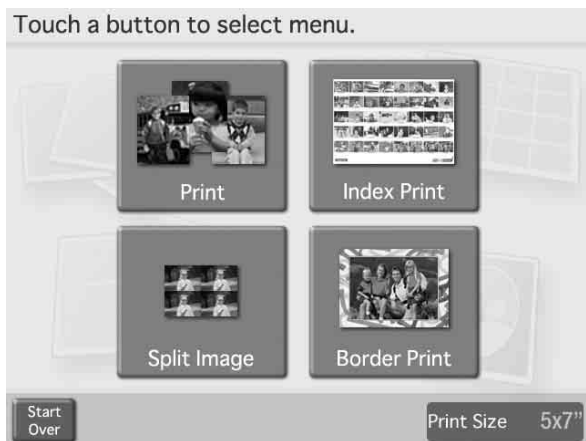 Touch a button to select menu.
Print
Index Print
Split Image
Border Print
Start
Over
Print Size 5x7"